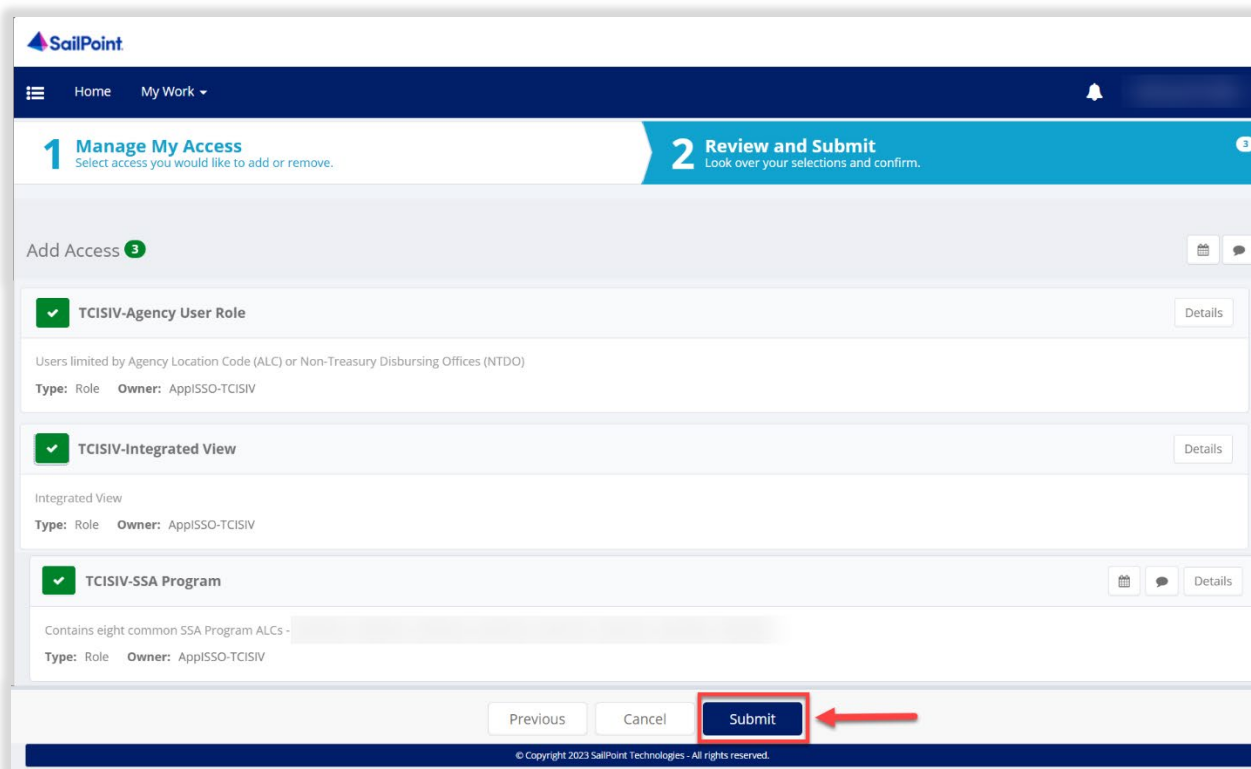 SailPoint
Home My Work
1 Manage My Access
Select access you would like to add or remove.
2 Review and Submit
Look over your selections and confirm.
3
Add Access 3
TCISIV-Agency User Role Details
Users limited by Agency Location Code (ALC) or Non-Treasury Disbursing Offices (NTDO)
Type: Role Owner: AppISSO-TCISIV
TCISIV-Integrated View Details
Integrated View
Type: Role Owner: AppISSO-TCISIV
TCISIV-SSA Program Details
Contains eight common SSA Program ALCs -
Type: Role Owner: AppISSO-TCISIV
Previous Cancel Submit
© Copyright 2023 SailPoint Technologies - All rights reserved.